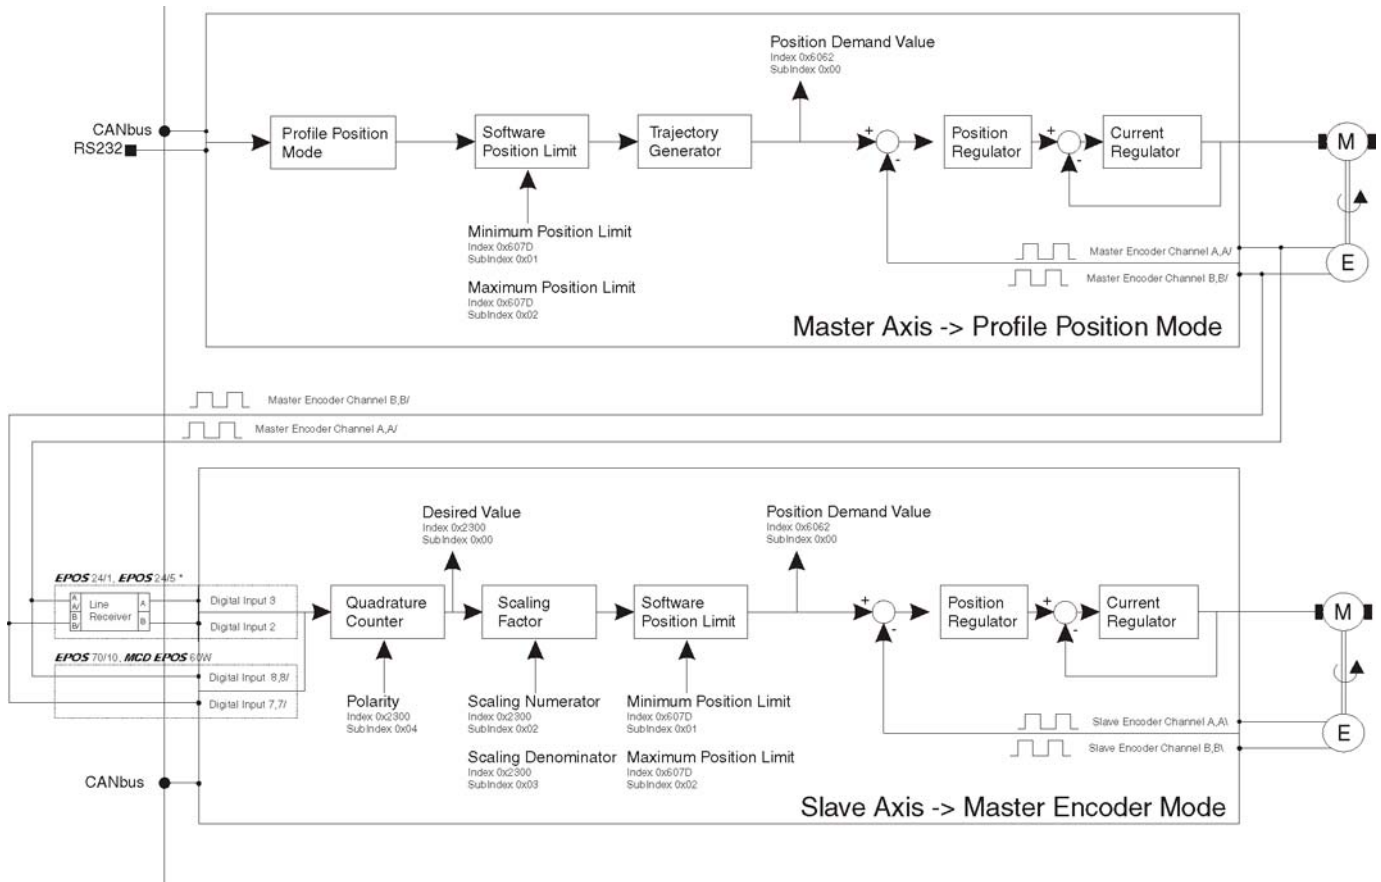 Position Demand Value
Index 0x6062
SubIndex 0x00
CANbus
RS232
Profile Position
Mode
Software
Position Limit
Trajectory
Generator
+
-
Position
Regulator
+
-
Current
Regulator
M
Minimum Position Limit
Index 0x607D
SubIndex 0x01
Maximum Position Limit
Index 0x607D
SubIndex 0x02
Master Encoder Channel A,A/
Master Encoder Channel B,B/
E
Master Axis -> Profile Position Mode
Master Encoder Channel B,B/
Master Encoder Channel A,A/
Desired Value
Index 0x2300
SubIndex 0x00
Position Demand Value
Index 0x6062
SubIndex 0x00
EPOS 24/1, EPOS 24/5 *
A
A/
B
B/
Line
Receiver
A
B
Digital Input 3
Digital Input 2
EPOS 70/10, MCD EPOS 60W
Digital Input 8,8/
Digital Input 7,7/
Quadrature
Counter
Scaling
Factor
Software
Position Limit
+
-
Position
Regulator
+
-
Current
Regulator
M
Polarity
Index 0x2300
SubIndex 0x04
Scaling Numerator
Index 0x2300
SubIndex 0x02
Scaling Denominator
Index 0x2300
SubIndex 0x03
Minimum Position Limit
Index 0x607D
SubIndex 0x01
Maximum Position Limit
Index 0x607D
SubIndex 0x02
Slave Encoder Channel A,A\
Slave Encoder Channel B,B\
E
CANbus
Slave Axis -> Master Encoder Mode